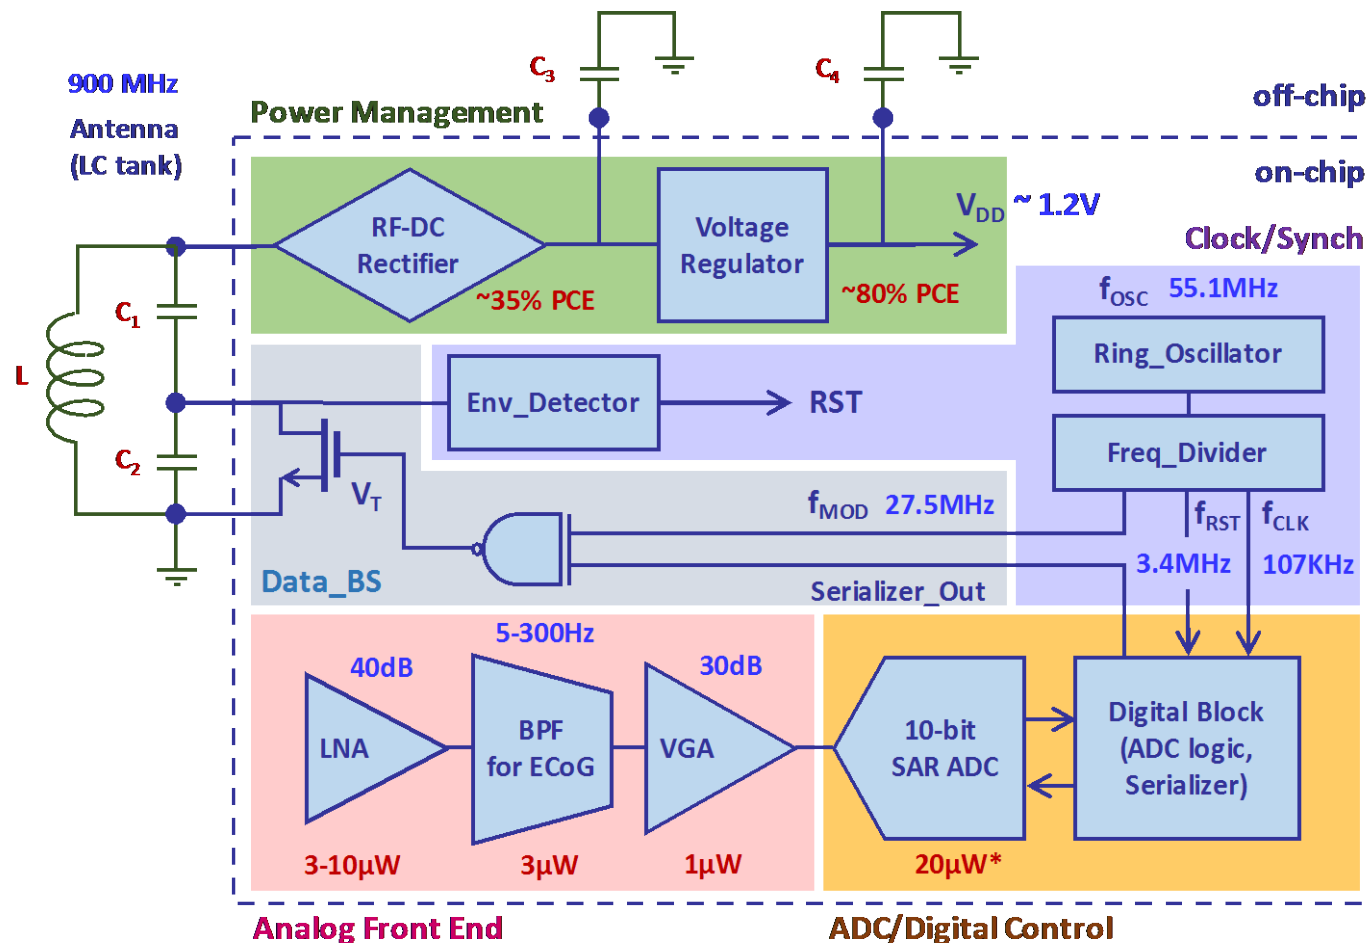 C3
C4
900 MHz
Antenna
(LC tank)
Power Management
off-chip
on-chip
RF-DC
Rectifier
~35% PCE
Voltage
Regulator
~80% PCE
VDD ~ 1.2V
Clock/Synch
fOSC 55.1MHz
Ring_Oscillator
Freq_Divider
C1
L
C2
Env_Detector
RST
VT
fMOD 27.5MHz
fRST
fCLK
3.4MHz
107KHz
Data_BS
Serializer_Out
5-300Hz
40dB
30dB
LNA
BPF
for ECoG
VGA
10-bit
SAR ADC
Digital Block
(ADC logic,
Serializer)
3-10µW
3µW
1µW
20µW*
Analog Front End
ADC/Digital Control